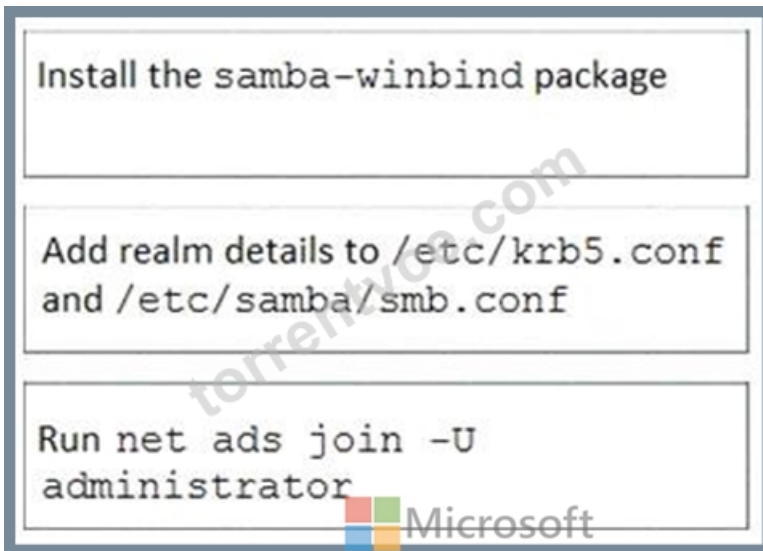 Install the samba-winbind package
Add realm details to /etc/krb5.conf
and /etc/samba/smb.conf
torrentvce.com
Run net ads join -U
administrator
Microsoft